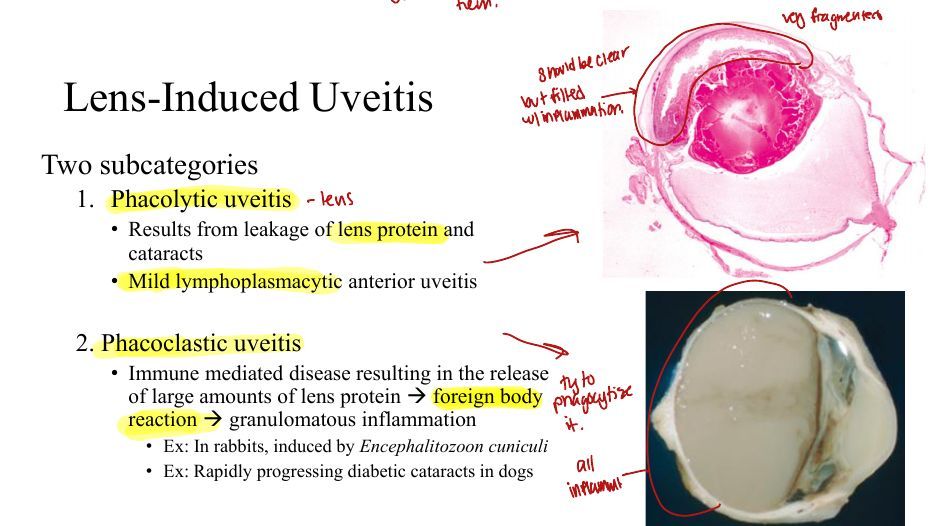 them.
very fragmented
should be clear
but filled
w/ inflammation.
Lens-Induced Uveitis
Two subcategories
1. Phacolytic uveitis - lens
• Results from leakage of lens protein and
cataracts
• Mild lymphoplasmacytic anterior uveitis
2. Phacoclastic uveitis
• Immune mediated disease resulting in the release
of large amounts of lens protein → foreign body
reaction → granulomatous inflammation
• Ex: In rabbits, induced by Encephalitozoon cuniculi
• Ex: Rapidly progressing diabetic cataracts in dogs
try to
phagocytize
it.
all